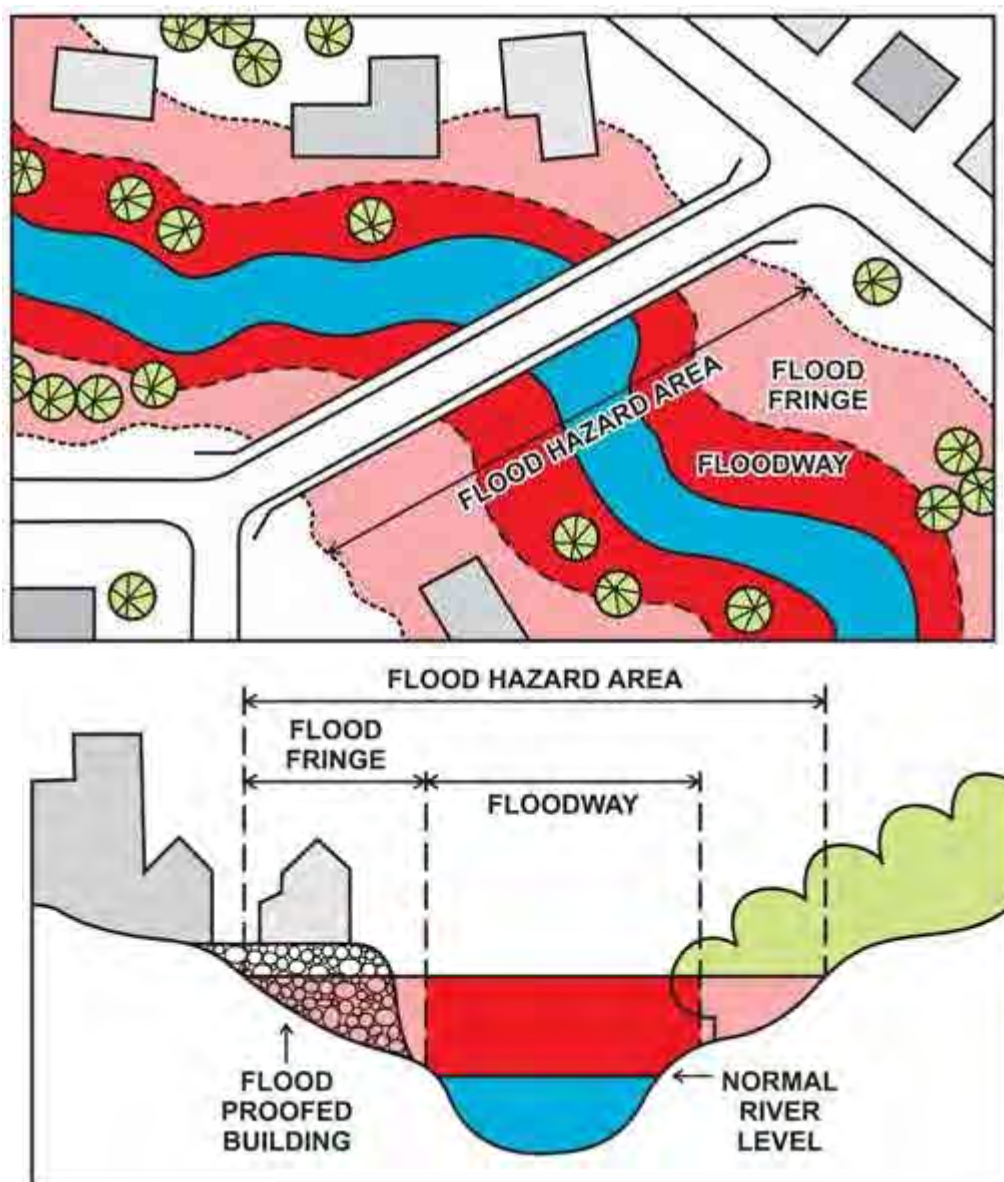 FLOOD
FRINGE
FLOOD HAZARD AREA
FLOODWAY
FLOOD HAZARD AREA
FLOOD
FRINGE
FLOODWAY
FLOOD
PROOFED
BUILDING
NORMAL
RIVER
LEVEL